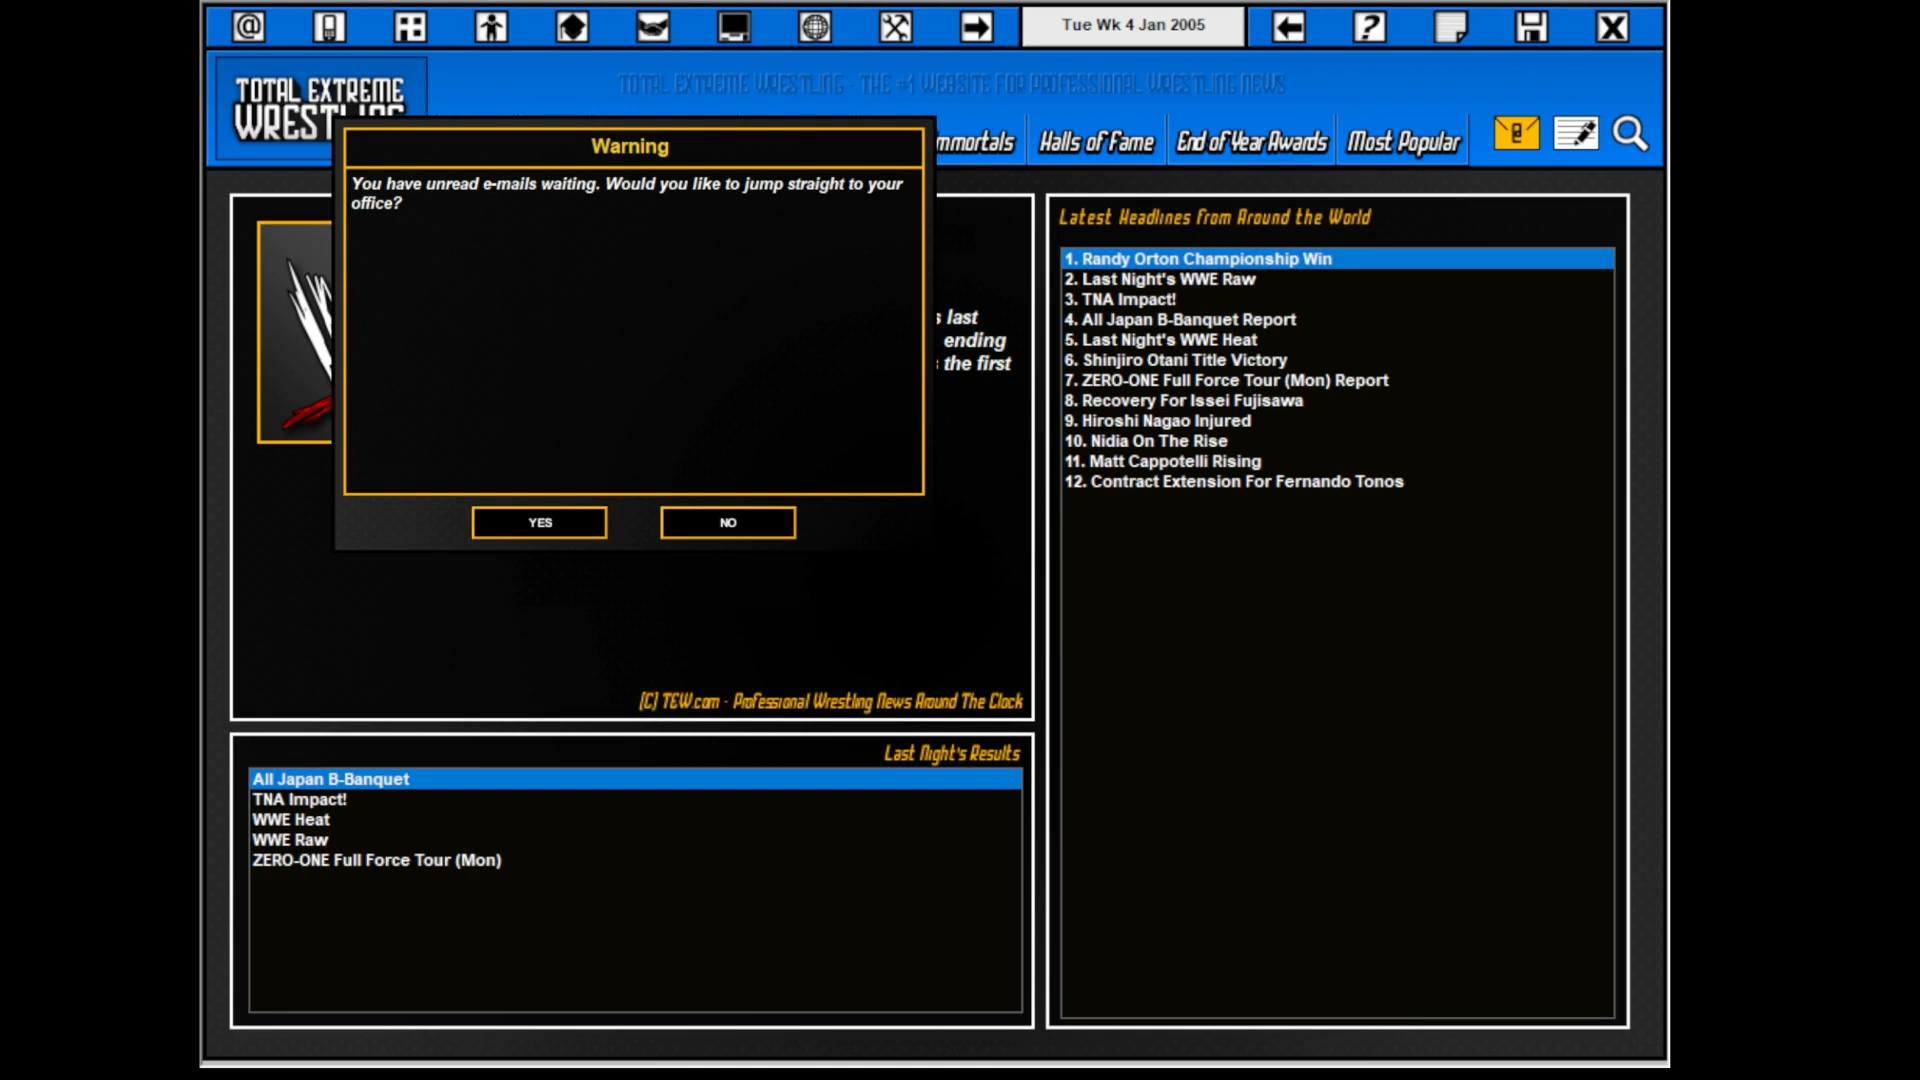 Tue Wk 4 Jan 2005
TOTAL EXTREME WRESTLING - THE #1 WEBSITE FOR PROFESSIONAL WRESTLING NEWS
TOTAL EXTREME
WRESTLING
mmortals
Halls of Fame
End of Year Awards
Most Popular
Warning
You have unread e-mails waiting. Would you like to jump straight to your
office?
YES
NO
s last
ending
the first
(C) TEW.com - Professional Wrestling News Around The Clock
Latest Headlines From Around the World
1. Randy Orton Championship Win
2. Last Night's WWE Raw
3. TNA Impact!
4. All Japan B-Banquet Report
5. Last Night's WWE Heat
6. Shinjiro Otani Title Victory
7. ZERO-ONE Full Force Tour (Mon) Report
8. Recovery For Issei Fujisawa
9. Hiroshi Nagao Injured
10. Nidia On The Rise
11. Matt Cappotelli Rising
12. Contract Extension For Fernando Tonos
Last Night's Results
All Japan B-Banquet
TNA Impact!
WWE Heat
WWE Raw
ZERO-ONE Full Force Tour (Mon)